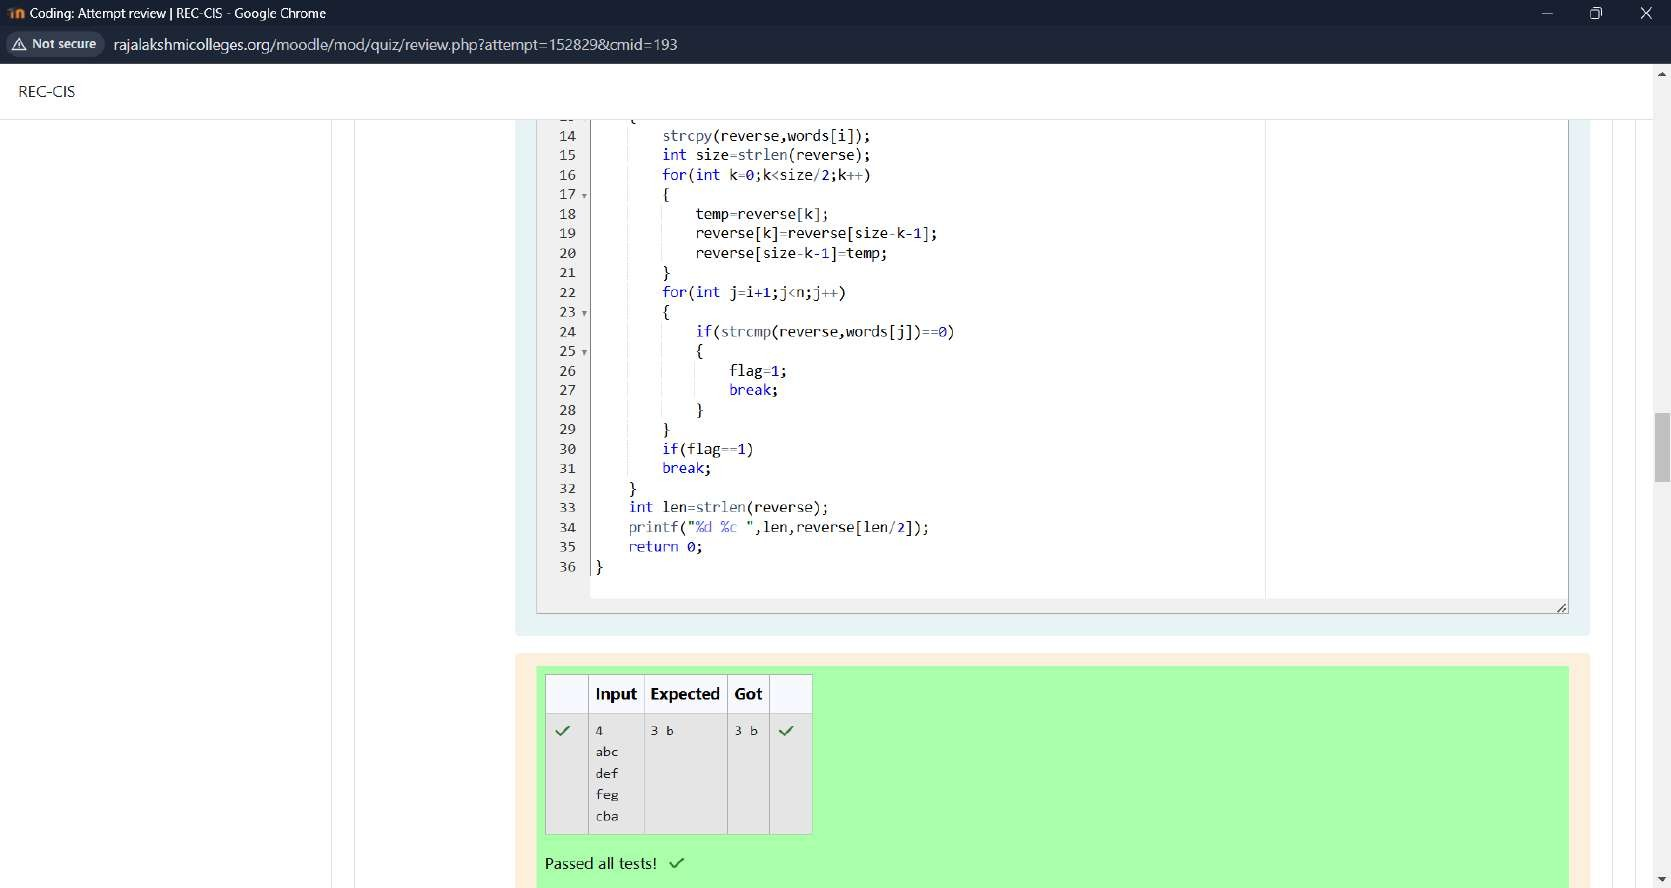 Coding: Attempt review | REC-CIS - Google Chrome
Not secure rajalakshmicolleges.org/moodle/mod/quiz/review.php?attempt=152829&cmid=193
REC-CIS
14 strcpy(reverse,words[i]);
15 int size=strlen(reverse);
16 for(int k=0;k<size/2;k++)
17 {
18 temp=reverse[k];
19 reverse[k]=reverse[size-k-1];
20 reverse[size-k-1]=temp;
21 }
22 for(int j=i+1;j<n;j++)
23 {
24 if(strcmp(reverse,words[j])==0)
25 {
26 flag=1;
27 break;
28 }
29 }
30 if(flag==1)
31 break;
32 }
33 int len=strlen(reverse);
34 printf("%d %c ",len,reverse[len/2]);
35 return 0;
36 }
Input Expected Got
4 3 b 3 b
abc
def
feg
cba
Passed all tests!